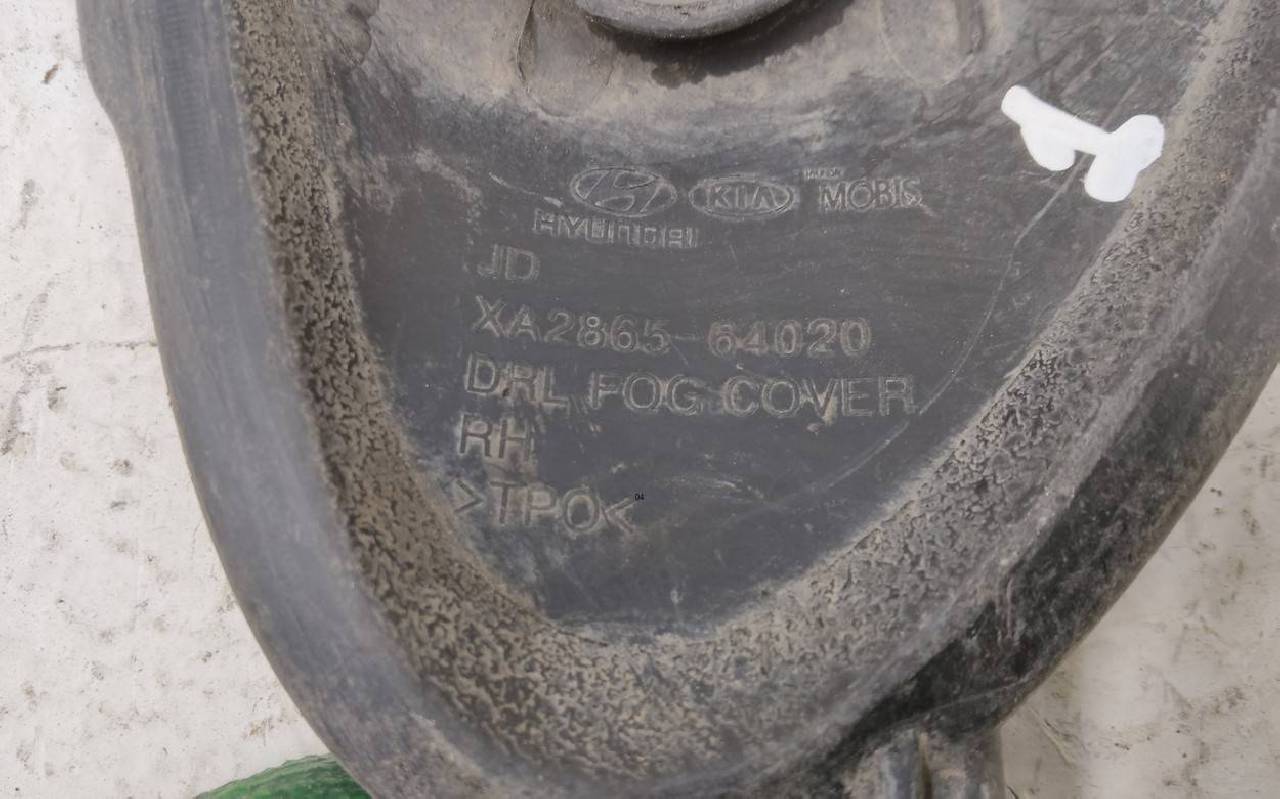 KIA MOBIS
HYUNDAI
JD
XA2865-64020
DRL FOG COVER
RH
>TPO<